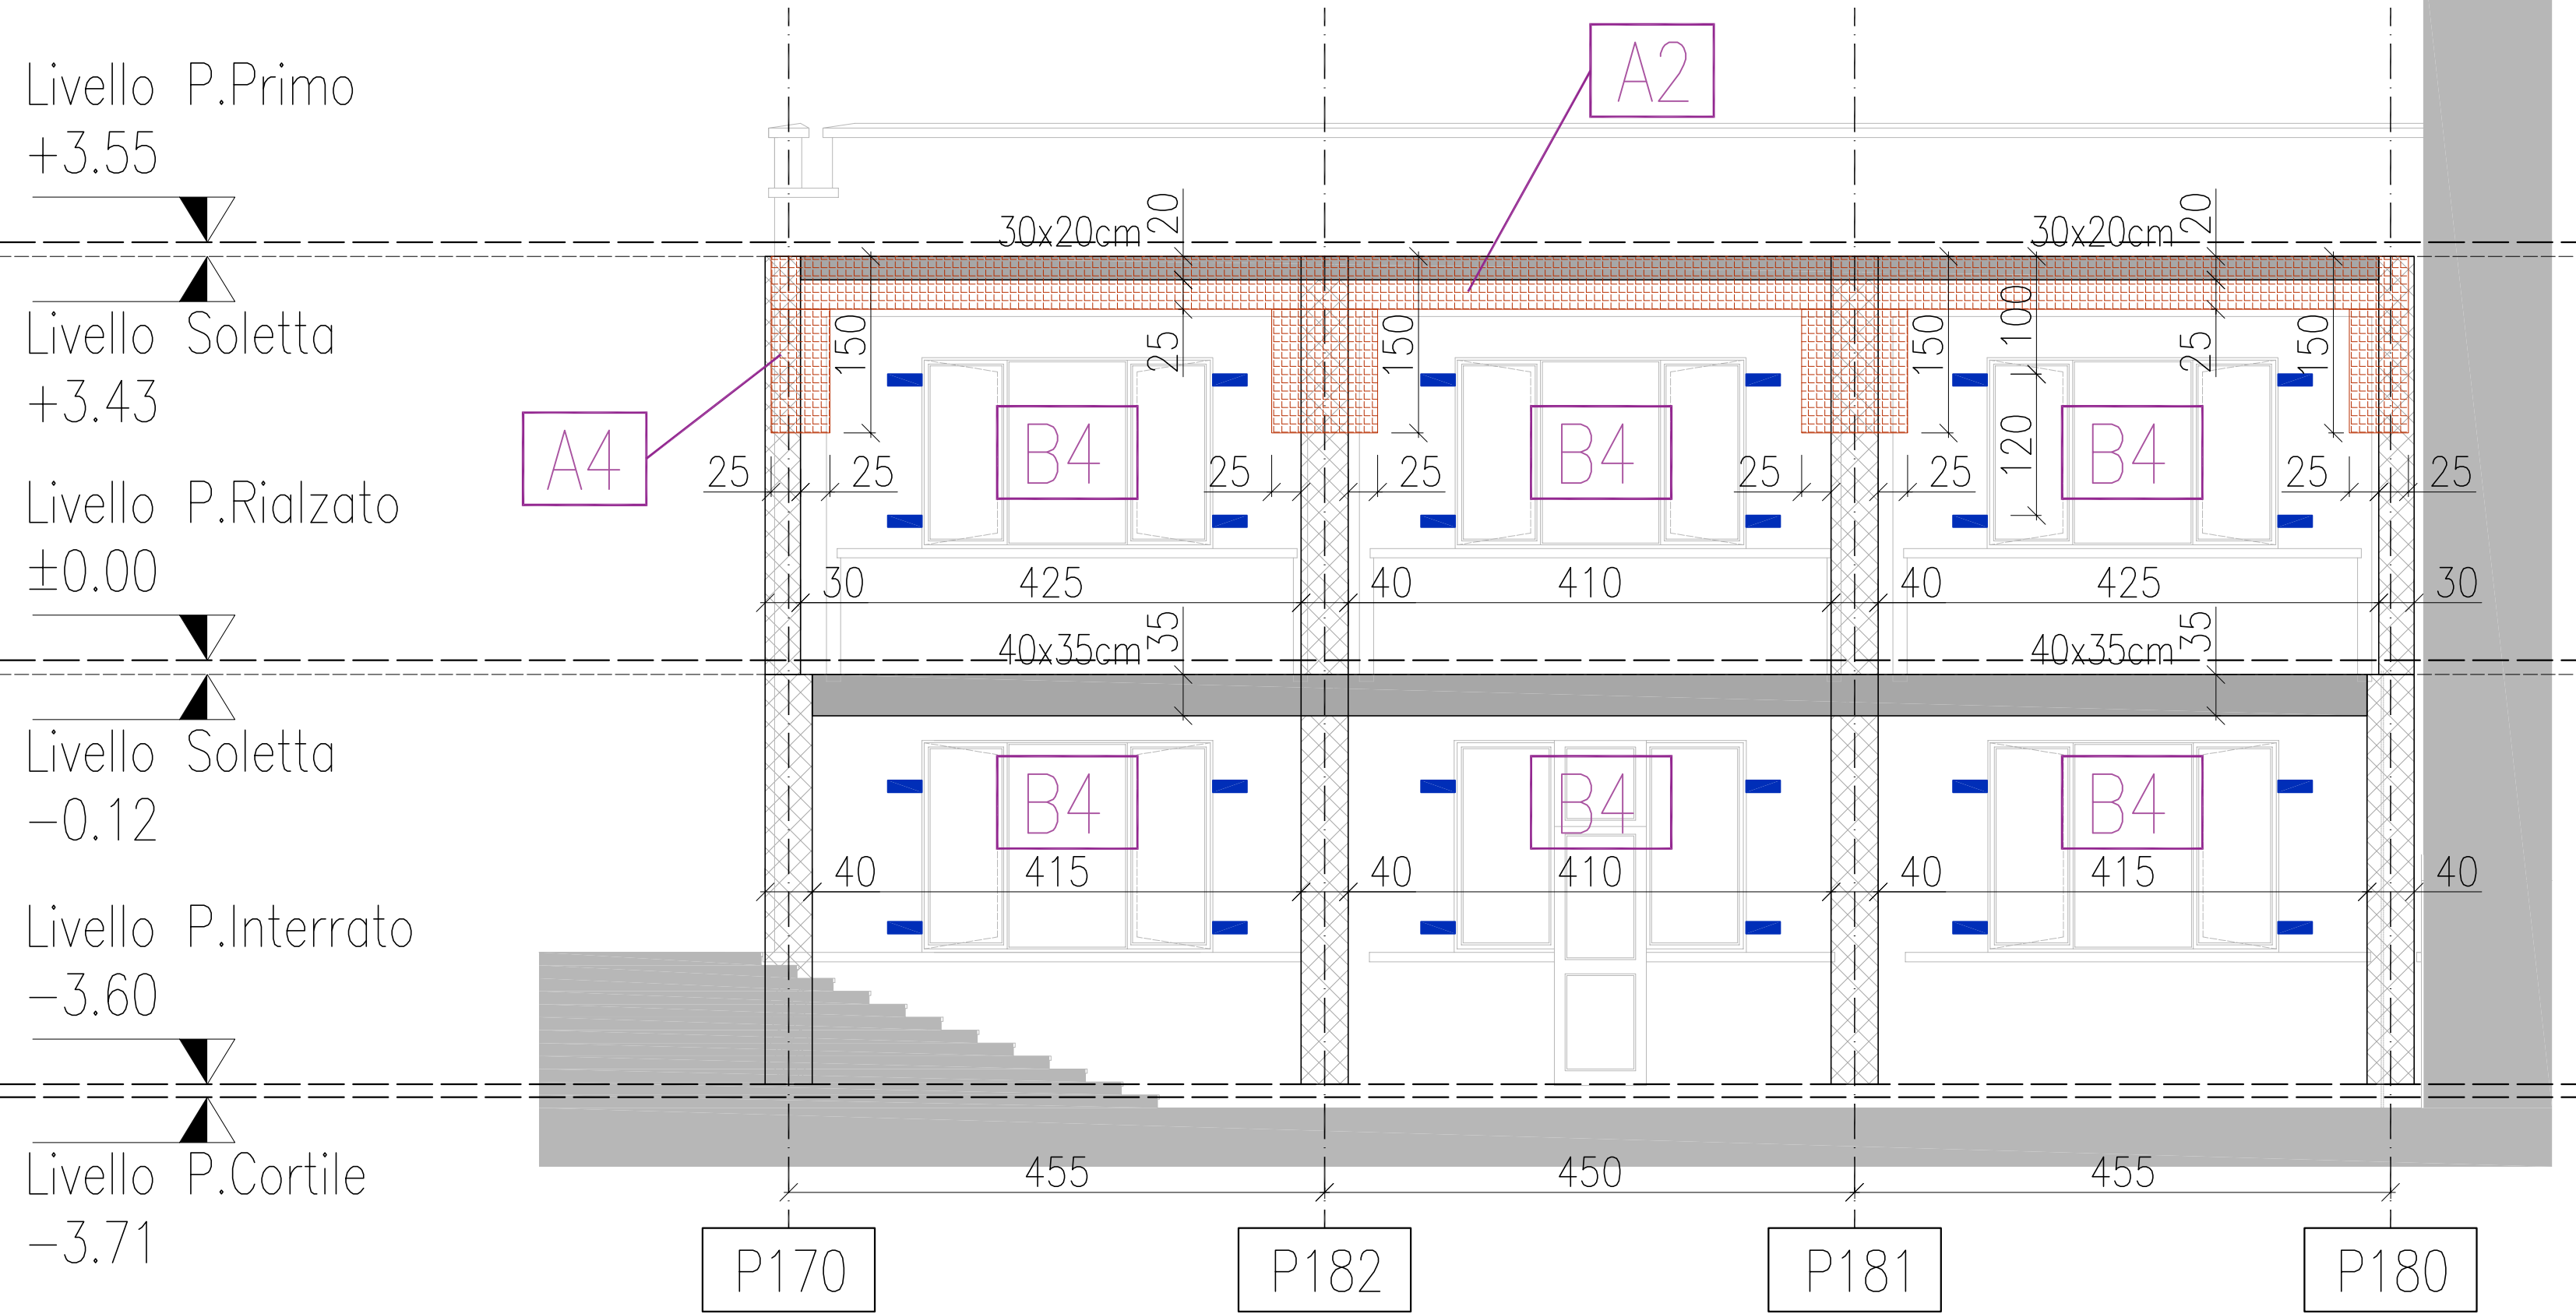 Livello P.Primo
+3.55
Livello Soletta
+3.43
Livello P.Rialzato
±0.00
Livello Soletta
−0.12
Livello P.Interrato
−3.60
Livello P.Cortile
−3.71
A2
A4
30x20cm 20
30x20cm 20
150 25 150 150 100 25 150
120
B4 B4 B4
25 25 25 25 25 25 25 25
30 425 40 410 40 425 30
40x35cm 35
40x35cm 35
B4 B4 B4
40 415 40 410 40 415 40
455 450 455
P170 P182 P181 P180